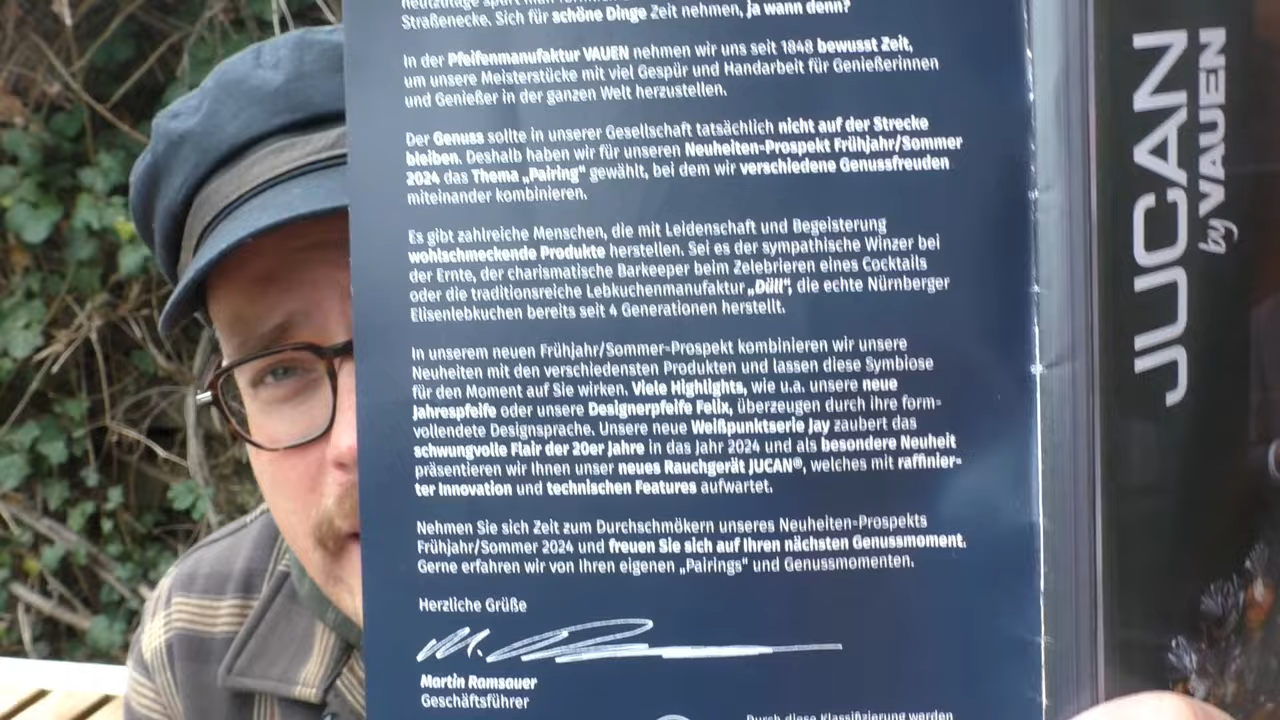 heutzutage spürt man
Straßenecke. Sich für schöne Dinge Zeit nehmen, ja wann denn?
In der Pfeifenmanufaktur VAUEN nehmen wir uns seit 1848 bewusst Zeit,
um unsere Meisterstücke mit viel Gespür und Handarbeit für Genießerinnen
und Genießer in der ganzen Welt herzustellen.
Der Genuss sollte in unserer Gesellschaft tatsächlich nicht auf der Strecke
bleiben. Deshalb haben wir für unseren Neuheiten-Prospekt Frühjahr/Sommer
2024 das Thema „Pairing“ gewählt, bei dem wir verschiedene Genussfreuden
miteinander kombinieren.
Es gibt zahlreiche Menschen, die mit Leidenschaft und Begeisterung
wohlschmeckende Produkte herstellen. Sei es der sympathische Winzer bei
der Ernte, der charismatische Barkeeper beim Zelebrieren eines Cocktails
oder die traditionsreiche Lebkuchenmanufaktur „Düll“, die echte Nürnberger
Elisenlebkuchen bereits seit 4 Generationen herstellt.
In unserem neuen Frühjahr/Sommer-Prospekt kombinieren wir unsere
Neuheiten mit den verschiedensten Produkten und lassen diese Symbiose
für den Moment auf Sie wirken. Viele Highlights, wie u.a. unsere neue
Jahrespfeife oder unsere Designerpfeife Felix, überzeugen durch ihre form-
vollendete Designsprache. Unsere neue Weißpunktserie Jay zaubert das
schwungvolle Flair der 20er Jahre in das Jahr 2024 und als besondere Neuheit
präsentieren wir Ihnen unser neues Rauchgerät JUCAN®, welches mit raffinier-
ter Innovation und technischen Features aufwartet.
Nehmen Sie sich Zeit zum Durchschmökern unseres Neuheiten-Prospekts
Frühjahr/Sommer 2024 und freuen Sie sich auf Ihren nächsten Genussmoment.
Gerne erfahren wir von Ihren eigenen „Pairings“ und Genussmomenten.
Herzliche Grüße
Martin Ramsauer
Geschäftsführer
Durch diese Klassifizierung werden
JUCAN
by VAUEN